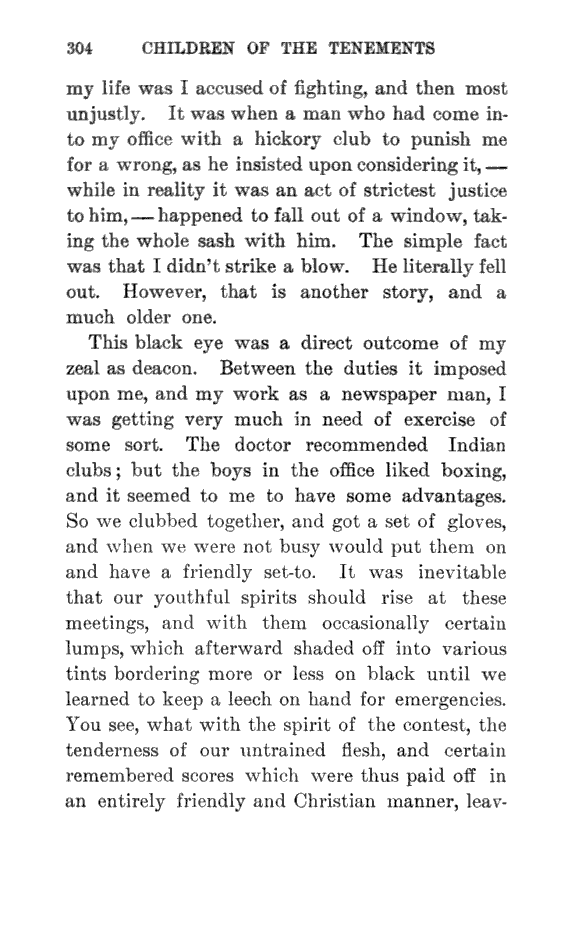 304 CHILDREN OF THE TENEMENTS
my life was I accused of fighting, and then most
unjustly. It was when a man who had come in-
to my office with a hickory club to punish me
for a wrong, as he insisted upon considering it, —
while in reality it was an act of strictest justice
to him, — happened to fall out of a window, tak-
ing the whole sash with him. The simple fact
was that I didn't strike a blow. He literally fell
out. However, that is another story, and a
much older one.
This black eye was a direct outcome of my
zeal as deacon. Between the duties it imposed
upon me, and my work as a newspaper man, I
was getting very much in need of exercise of
some sort. The doctor recommended Indian
clubs; but the boys in the office liked boxing,
and it seemed to me to have some advantages.
So we clubbed together, and got a set of gloves,
and when we were not busy would put them on
and have a friendly set-to. It was inevitable
that our youthful spirits should rise at these
meetings, and with them occasionally certain
lumps, which afterward shaded off into various
tints bordering more or less on black until we
learned to keep a leech on hand for emergencies.
You see, what with the spirit of the contest, the
tenderness of our untrained flesh, and certain
remembered scores which were thus paid off in
an entirely friendly and Christian manner, leav-